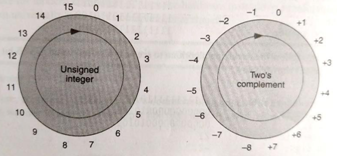 15 0 1
14
13 2
12 3
11 4
10 5
9 6
8 7
Unsigned
integer
-1 0 +1
-2 +2
-3 +3
-4 +4
-5 +5
-6 +6
-7 +7
-8
Two's
complement